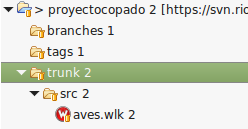 > proyectocopado 2 [https://svn.ric
branches 1
tags 1
trunk 2
src 2
aves.wlk 2